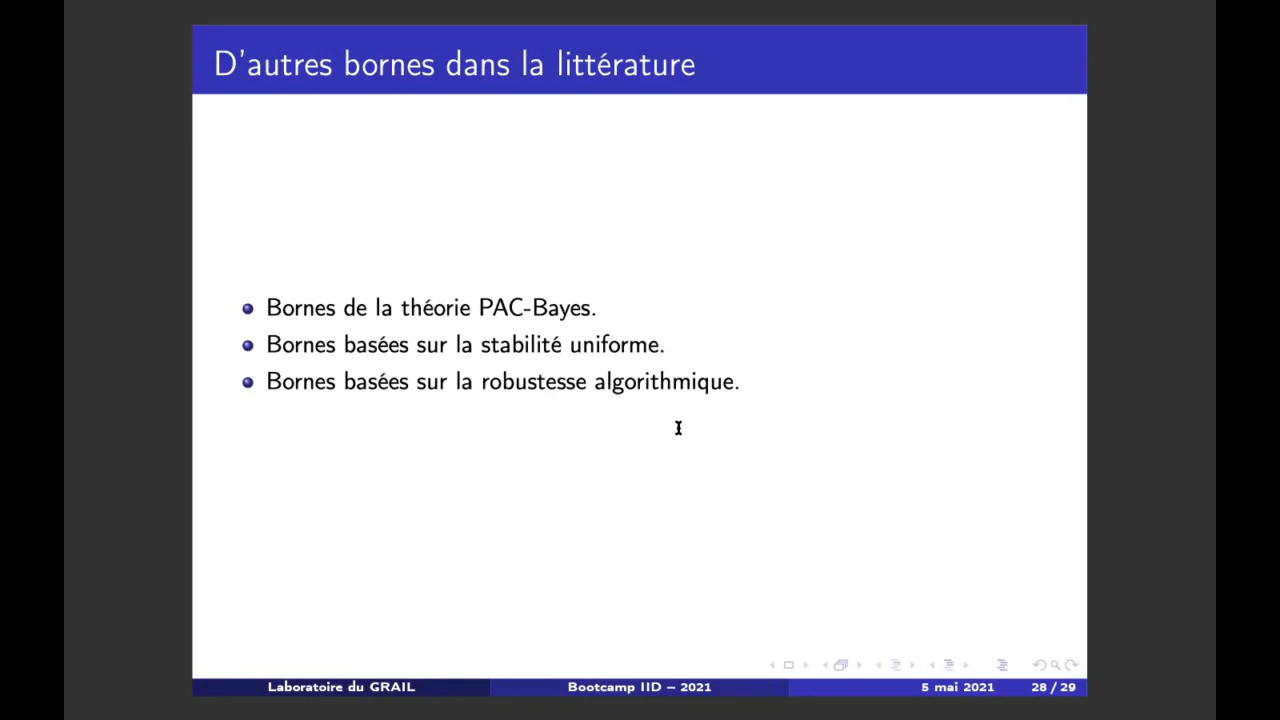 D'autres bornes dans la littérature
Bornes de la théorie PAC-Bayes.
Bornes basées sur la stabilité uniforme.
Bornes basées sur la robustesse algorithmique.
Laboratoire du GRAIL Bootcamp IID – 2021 5 mai 2021 28 / 29